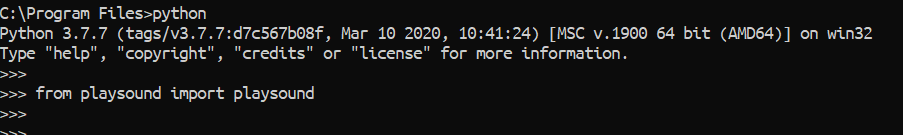 C:\Program Files>python
Python 3.7.7 (tags/v3.7.7:d7c567b08f, Mar 10 2020, 10:41:24) [MSC v.1900 64 bit (AMD64)] on win32
Type "help", "copyright", "credits" or "license" for more information.
>>>
>>> from playsound import playsound
>>>
>>>